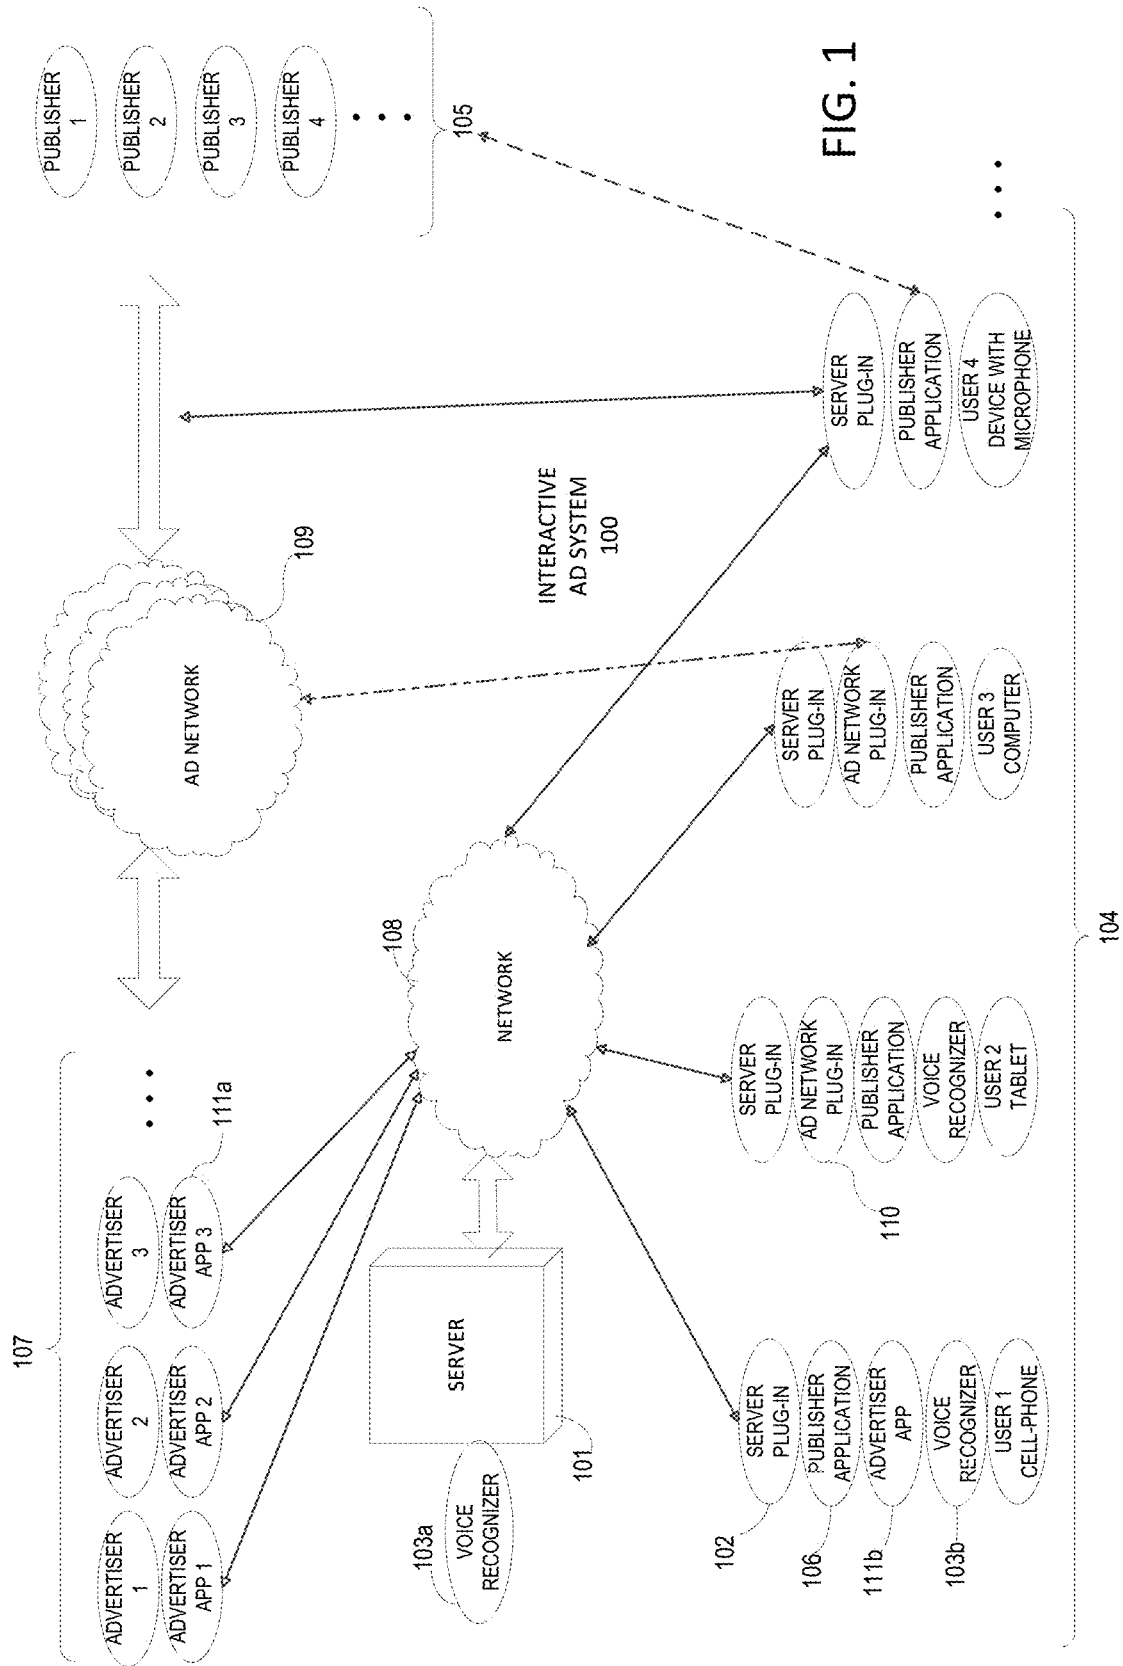 107
ADVERTISER
1
ADVERTISER
APP 1
ADVERTISER
2
ADVERTISER
APP 2
ADVERTISER
3
ADVERTISER
APP 3
111a
• • •
AD NETWORK
109
PUBLISHER
1
PUBLISHER
2
PUBLISHER
3
PUBLISHER
4
• • •
105
103a
VOICE
RECOGNIZER
SERVER
101
108
NETWORK
INTERACTIVE
AD SYSTEM
100
102
SERVER
PLUG-IN
106
PUBLISHER
APPLICATION
111b
ADVERTISER
APP
103b
VOICE
RECOGNIZER
USER 1
CELL-PHONE
SERVER
PLUG-IN
AD NETWORK
PLUG-IN
110
PUBLISHER
APPLICATION
VOICE
RECOGNIZER
USER 2
TABLET
SERVER
PLUG-IN
AD NETWORK
PLUG-IN
PUBLISHER
APPLICATION
USER 3
COMPUTER
SERVER
PLUG-IN
PUBLISHER
APPLICATION
USER 4
DEVICE WITH
MICROPHONE
• • •
104
FIG. 1